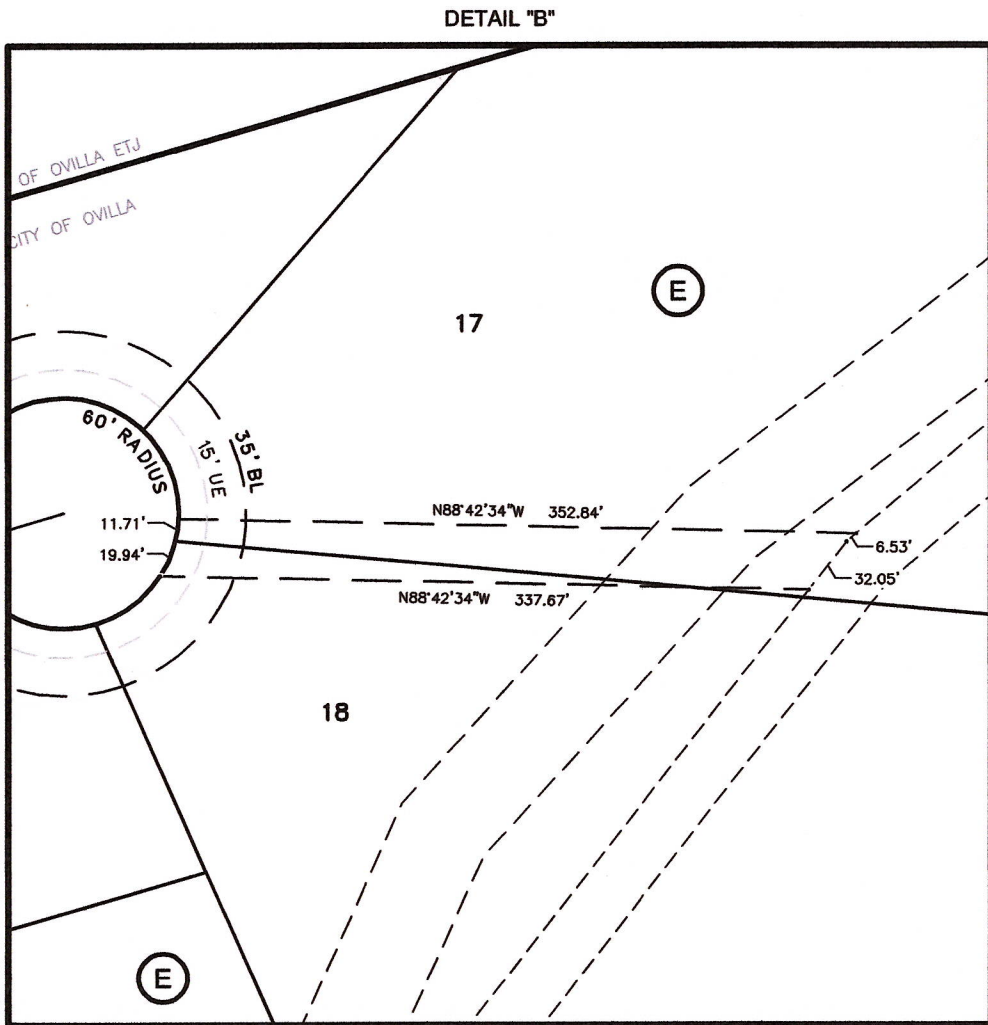 DETAIL "B"
OF OVILLA ETJ
CITY OF OVILLA
E
17
60' RADIUS
15' UE
35' BL
N88°42'34"W 352.84'
11.71'
6.53'
19.94'
32.05'
N88°42'34"W 337.67'
18
E